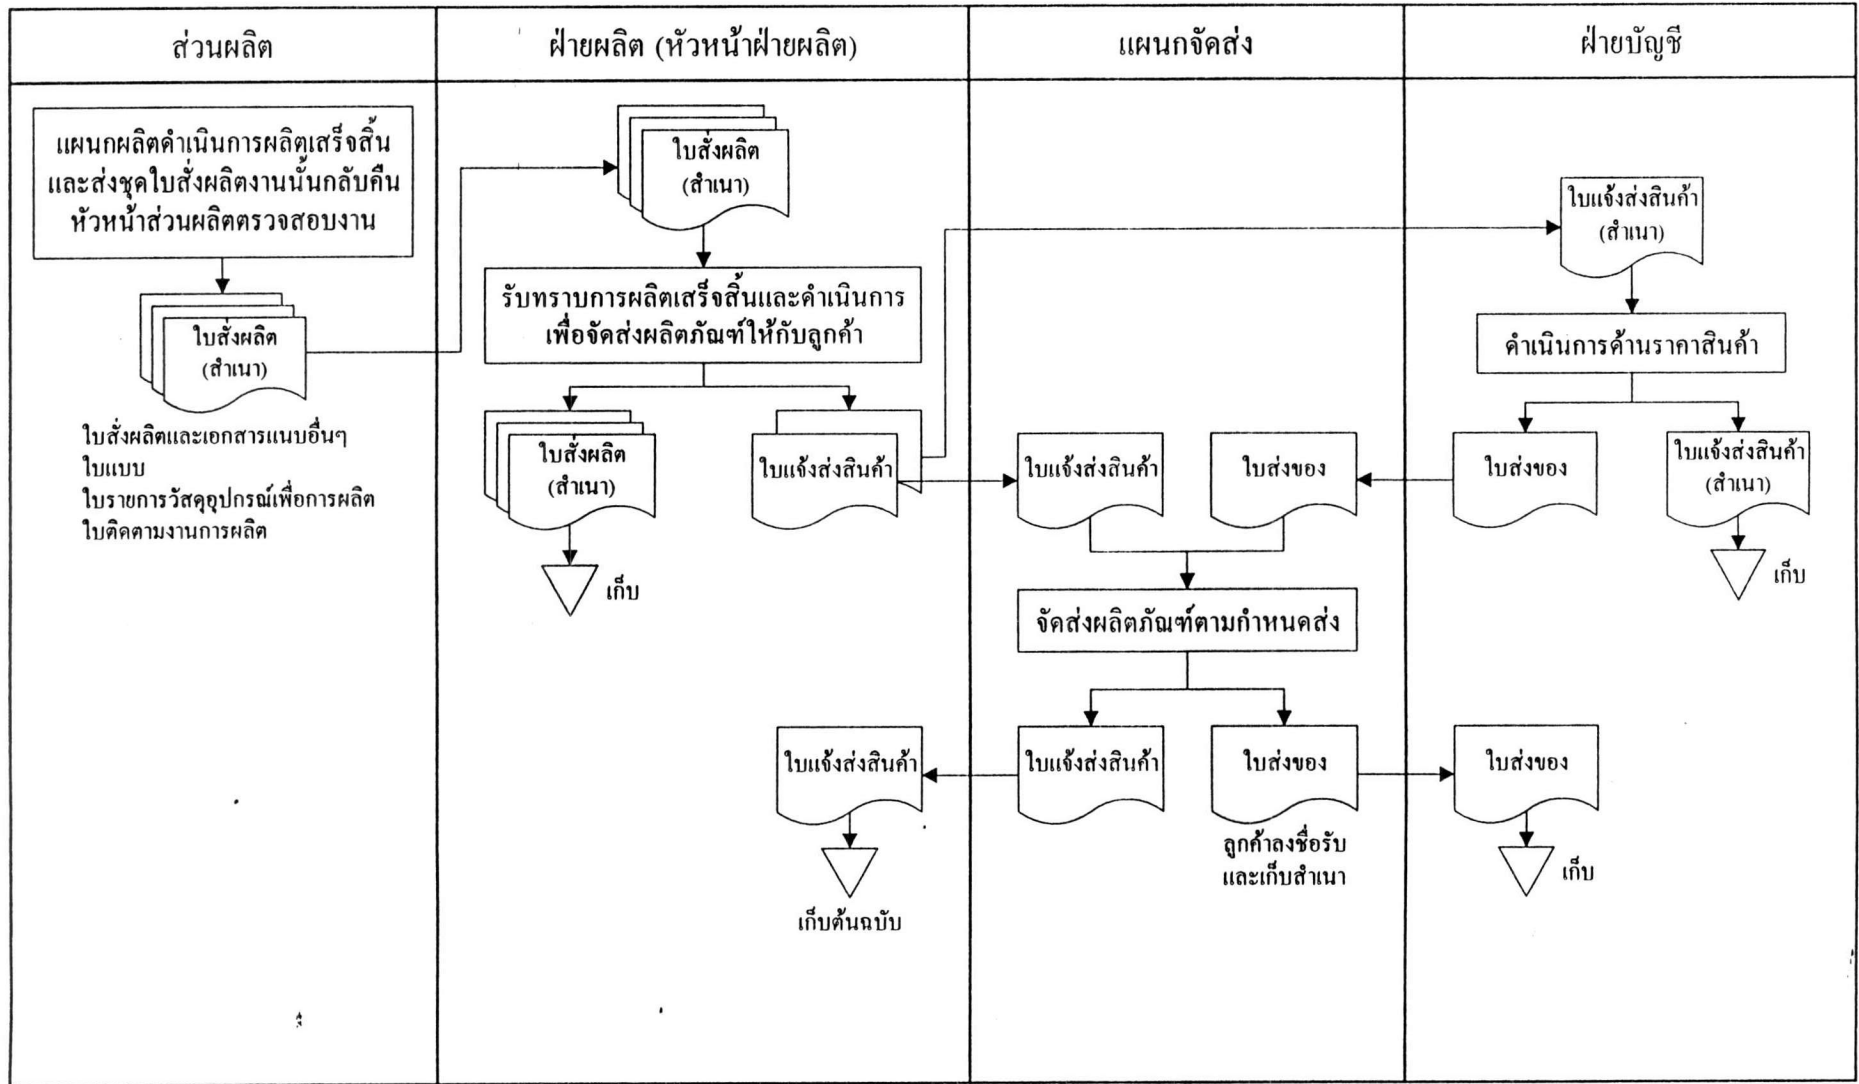 ส่วนผลิต
ฝ่ายผลิต (หัวหน้าฝ่ายผลิต)
แผนกจัดส่ง
ฝ่ายบัญชี
แผนกผลิตดำเนินการผลิตเสร็จสิ้น
และส่งชุดใบสั่งผลิตงานนั้นกลับคืน
หัวหน้าส่วนผลิตตรวจสอบงาน
ใบสั่งผลิต
(สำเนา)
ใบสั่งผลิตและเอกสารแนบอื่นๆ
ใบแบบ
ใบรายการวัสดุอุปกรณ์เพื่อการผลิต
ใบติดตามงานการผลิต
ใบสั่งผลิต
(สำเนา)
รับทราบการผลิตเสร็จสิ้นและดำเนินการ
เพื่อจัดส่งผลิตภัณฑ์ให้กับลูกค้า
ใบสั่งผลิต
(สำเนา)
เก็บ
ใบแจ้งส่งสินค้า
ใบแจ้งส่งสินค้า
ใบส่งของ
ใบแจ้งส่งสินค้า
(สำเนา)
ดำเนินการด้านราคาสินค้า
ใบส่งของ
ใบแจ้งส่งสินค้า
(สำเนา)
เก็บ
จัดส่งผลิตภัณฑ์ตามกำหนดส่ง
ใบแจ้งส่งสินค้า
ใบแจ้งส่งสินค้า
ใบส่งของ
ใบส่งของ
เก็บต้นฉบับ
ลูกค้าลงชื่อรับ
และเก็บสำเนา
เก็บ